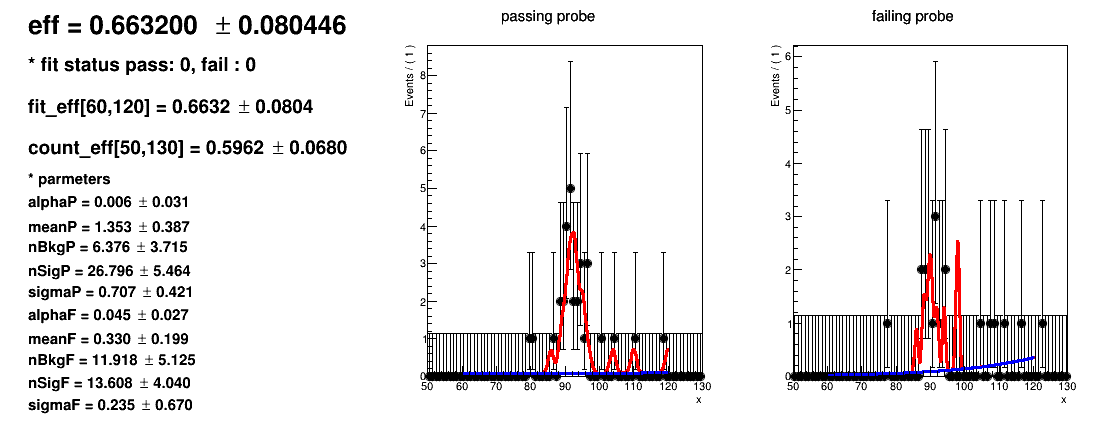 eff = 0.663200 ± 0.080446
* fit status pass: 0, fail : 0
fit_eff[60,120] = 0.6632 ± 0.0804
count_eff[50,130] = 0.5962 ± 0.0680
* parmeters
alphaP = 0.006 ± 0.031
meanP = 1.353 ± 0.387
nBkgP = 6.376 ± 3.715
nSigP = 26.796 ± 5.464
sigmaP = 0.707 ± 0.421
alphaF = 0.045 ± 0.027
meanF = 0.330 ± 0.199
nBkgF = 11.918 ± 5.125
nSigF = 13.608 ± 4.040
sigmaF = 0.235 ± 0.670
passing probe
Events / ( 1 )
8
7
6
5
4
3
2
1
0
50 60 70 80 90 100 110 120 130
x
failing probe
Events / ( 1 )
6
5
4
3
2
1
0
50 60 70 80 90 100 110 120 130
x